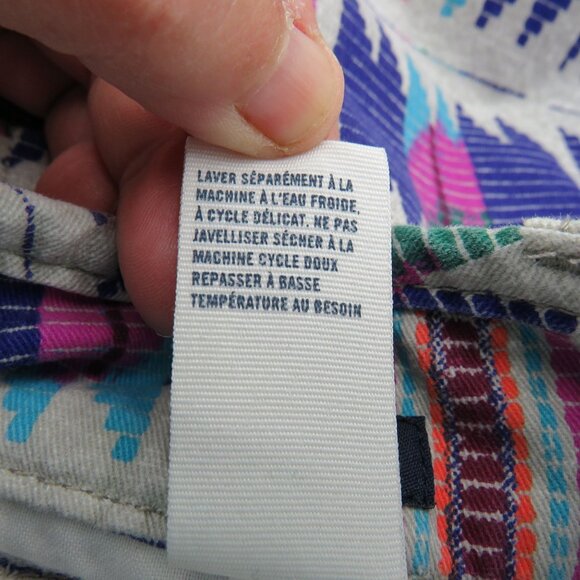 LAVER SÉPARÉMENT À LA
MACHINE À L'EAU FROIDE,
À CYCLE DÉLICAT. NE PAS
JAVELLISER SÉCHER À LA
MACHINE CYCLE DOUX
REPASSER À BASSE
TEMPÉRATURE AU BESOIN